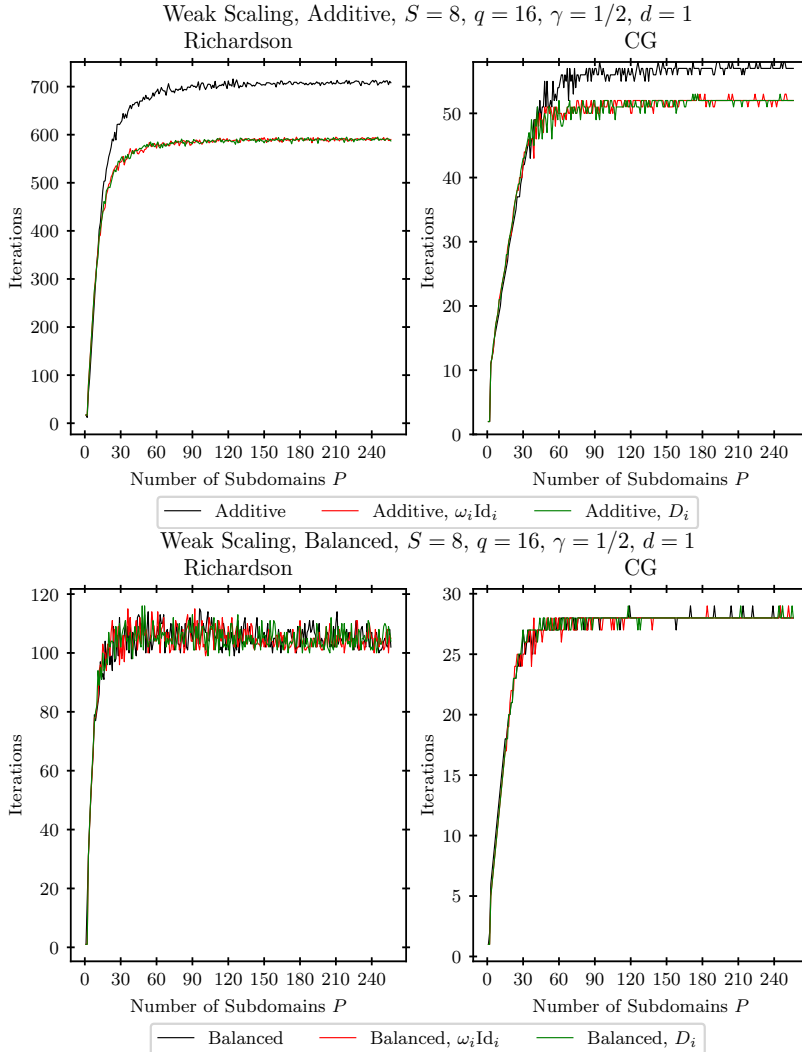 Weak Scaling, Additive, S = 8, q = 16, γ = 1/2, d = 1
Richardson
CG
Iterations
700
600
500
400
300
200
100
0
0 30 60 90 120 150 180 210 240
Number of Subdomains P
Iterations
50
40
30
20
10
0
0 30 60 90 120 150 180 210 240
Number of Subdomains P
Additive
Additive, ωᵢIdᵢ
Additive, Dᵢ
Weak Scaling, Balanced, S = 8, q = 16, γ = 1/2, d = 1
Richardson
CG
Iterations
120
100
80
60
40
20
0
0 30 60 90 120 150 180 210 240
Number of Subdomains P
Iterations
30
25
20
15
10
5
0
0 30 60 90 120 150 180 210 240
Number of Subdomains P
Balanced
Balanced, ωᵢIdᵢ
Balanced, Dᵢ